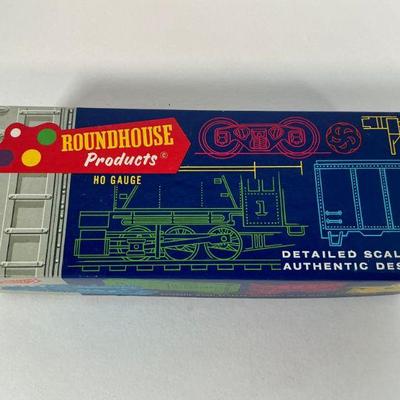 ROUNDHOUSE
Products©
HO GAUGE
1
DETAILED SCAL
AUTHENTIC DES